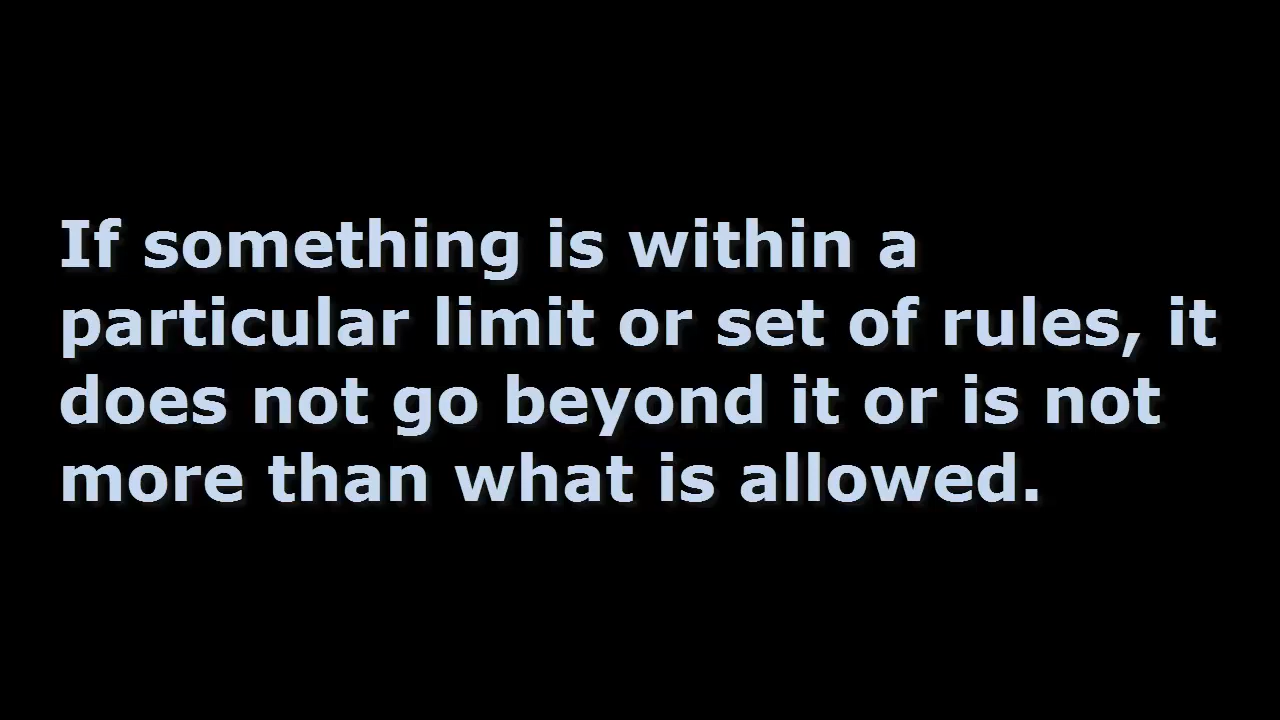 If something is within a
particular limit or set of rules, it
does not go beyond it or is not
more than what is allowed.